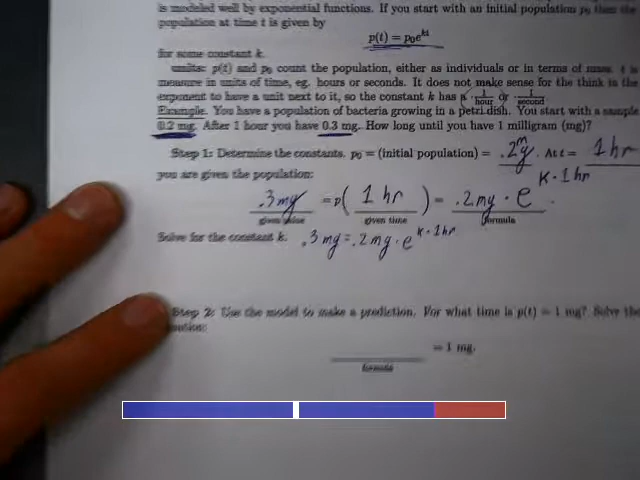 is modeled well by exponential functions. If you start with an initial population p₀ then the
population at time t is given by
p(t) = p₀e^{kt}
for some constant k.
units: p(t) and p₀ count the population, either as individuals or in terms of mass. t is
measure in units of time, eg. hours or seconds. It does not make sense for the think in the
exponent to have a unit next to it, so the constant k has k · 1/hour or · 1/second
Example. You have a population of bacteria growing in a petri dish. You start with a sample
0.2 mg. After 1 hour you have 0.3 mg. How long until you have 1 milligram (mg)?
Step 1: Determine the constants. p₀ = (initial population) = .2mg. At t = 1 hr
you are given the population:
.3mg = p( 1 hr ) = .2mg · e^{k · 1hr}.
given value given time formula
Solve for the constant k. .3 mg = .2 mg · e^{k · 1hr}
Step 2: Use the model to make a prediction. For what time is p(t) = 1 mg? Solve the
= 1 mg.
formula